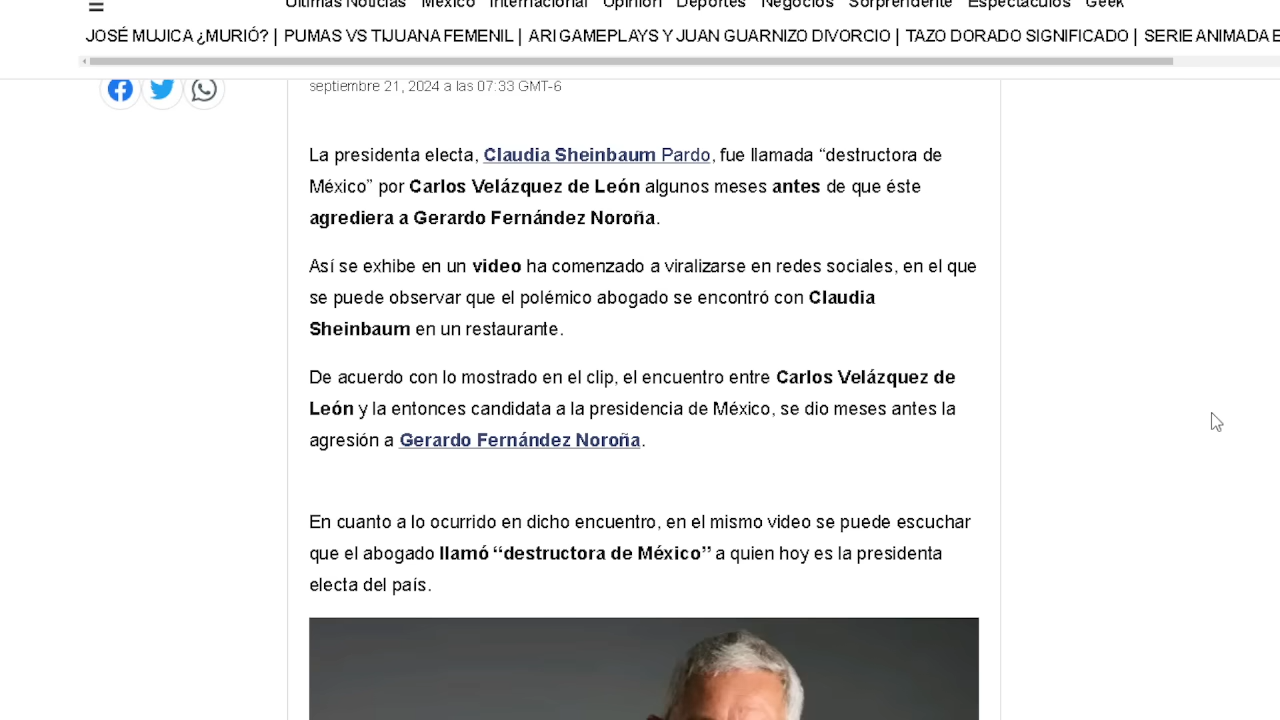 Últimas Noticias México Internacional Opinión Deportes Negocios Sorprendente Espectáculos Geek
JOSÉ MUJICA ¿MURIÓ? | PUMAS VS TIJUANA FEMENIL | ARI GAMEPLAYS Y JUAN GUARNIZO DIVORCIO | TAZO DORADO SIGNIFICADO | SERIE ANIMADA E
septiembre 21, 2024 a las 07:33 GMT-6
La presidenta electa, Claudia Sheinbaum Pardo, fue llamada “destructora de
México” por Carlos Velázquez de León algunos meses antes de que éste
agrediera a Gerardo Fernández Noroña.
Así se exhibe en un video ha comenzado a viralizarse en redes sociales, en el que
se puede observar que el polémico abogado se encontró con Claudia
Sheinbaum en un restaurante.
De acuerdo con lo mostrado en el clip, el encuentro entre Carlos Velázquez de
León y la entonces candidata a la presidencia de México, se dio meses antes la
agresión a Gerardo Fernández Noroña.
En cuanto a lo ocurrido en dicho encuentro, en el mismo video se puede escuchar
que el abogado llamó “destructora de México” a quien hoy es la presidenta
electa del país.